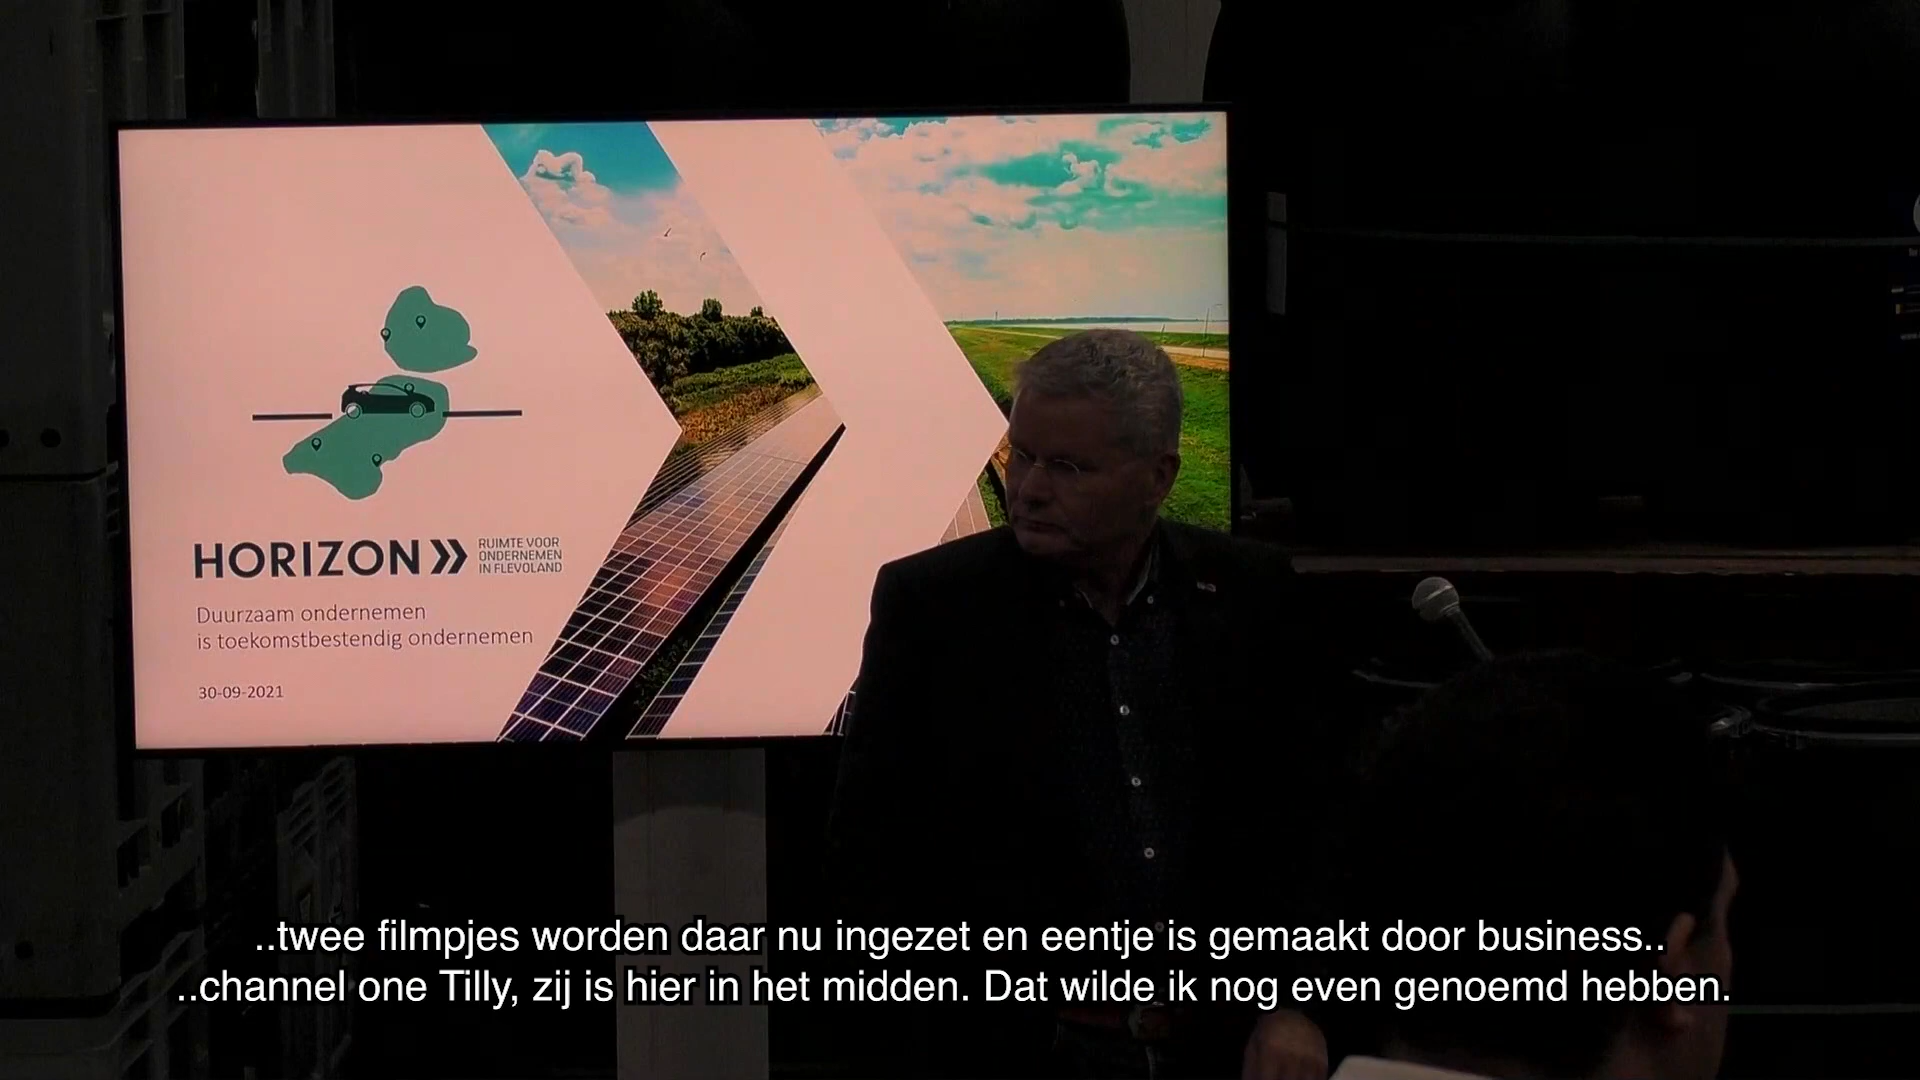 HORIZON
RUIMTE VOOR
ONDERNEMEN
IN FLEVOLAND
Duurzaam ondernemen
is toekomstbestendig ondernemen
30-09-2021
..twee filmpjes worden daar nu ingezet en eentje is gemaakt door business..
..channel one Tilly, zij is hier in het midden. Dat wilde ik nog even genoemd hebben.